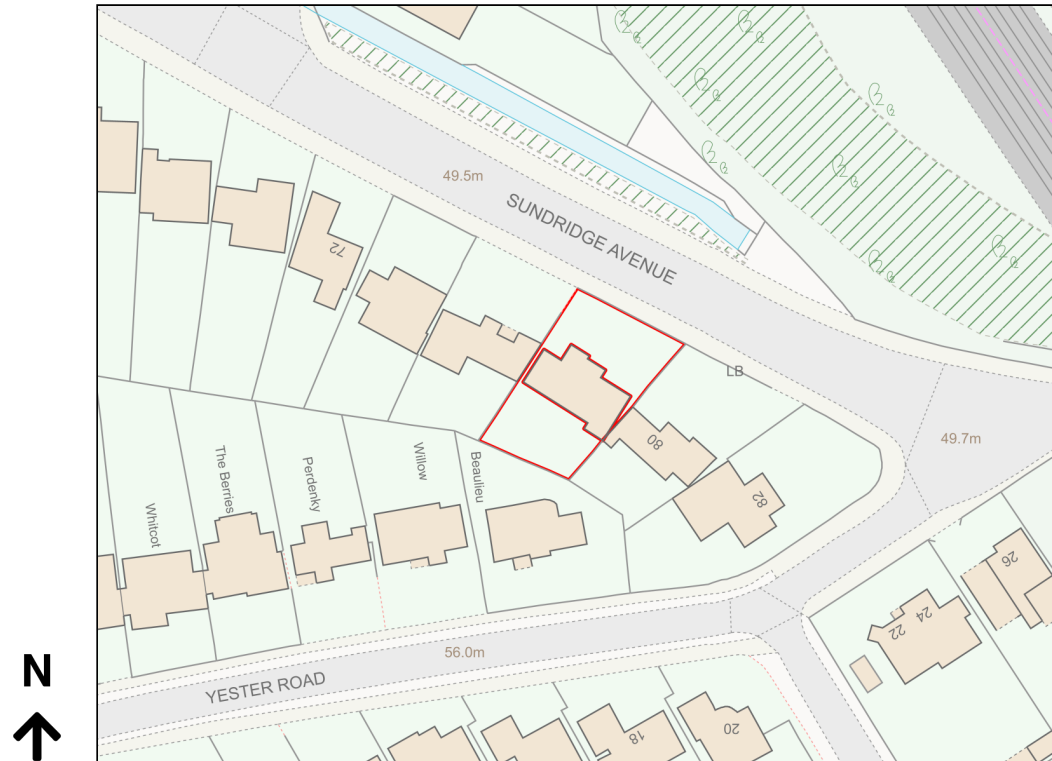 49.5m
SUNDRIDGE AVENUE
72
LB
49.7m
80
82
Willow
Beaulieu
The Berries
Perdenky
Whitcot
26
24
22
N
56.0m
YESTER ROAD
18
20